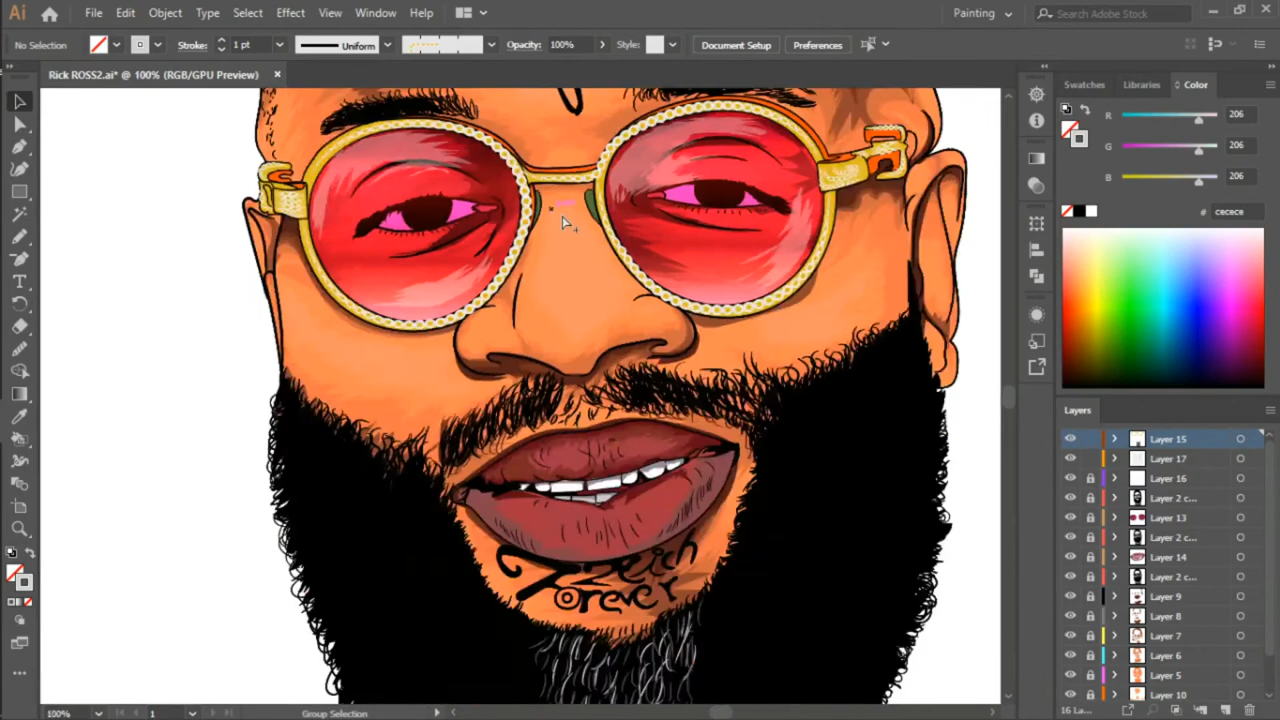 Ai File Edit Object Type Select Effect View Window Help Painting Search Adobe Stock
No Selection Stroke: 1 pt Uniform Opacity: 100% Style: Document Setup Preferences
Rick ROSS2.ai* @ 100% (RGB/GPU Preview)
Swatches Libraries Color
R 206
G 206
B 206
# cecece
Layers
Layer 15
Layer 17
Layer 16
Layer 2 c...
Layer 13
Layer 2 c...
Layer 14
Layer 2 c...
Layer 9
Layer 8
Layer 7
Layer 6
Layer 5
Layer 10
Forever
100% 1 Group Selection 16 La...